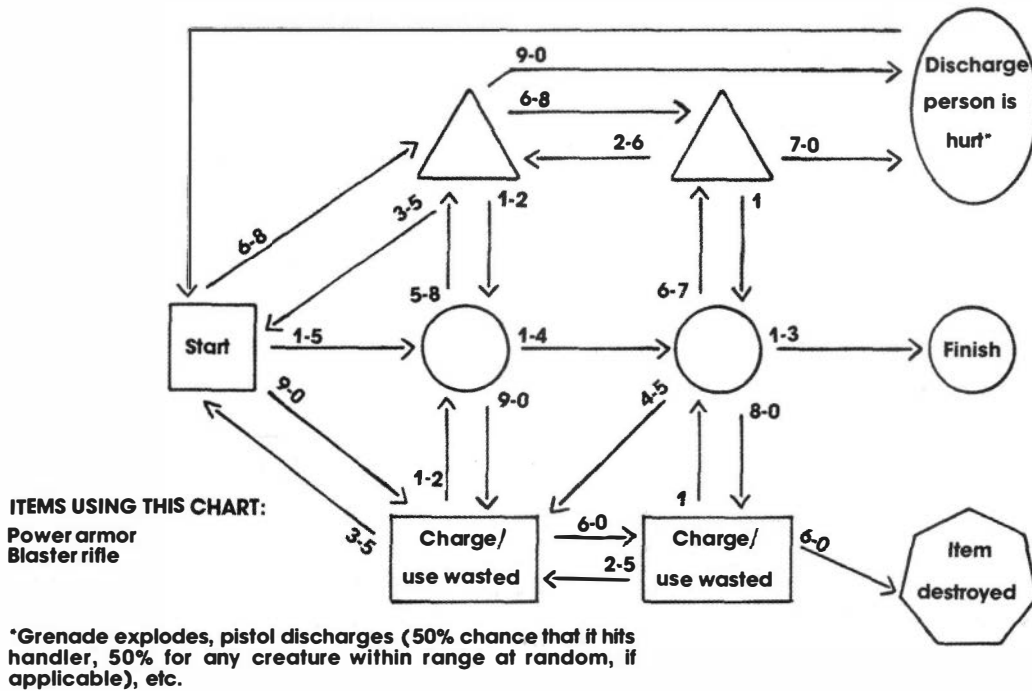 9-0
Discharge
person is
hurt*
6-8
2-6
7-0
3-5
1-2
1
6-8
5-8
6-7
Start
1-5
1-4
1-3
Finish
9-0
9-0
4-5
8-0
1-2
1
ITEMS USING THIS CHART:
Power armor
Blaster rifle
3-5
Charge/
use wasted
6-0
2-5
Charge/
use wasted
6-0
Item
destroyed
*Grenade explodes, pistol discharges (50% chance that it hits
handler, 50% for any creature within range at random, if
applicable), etc.